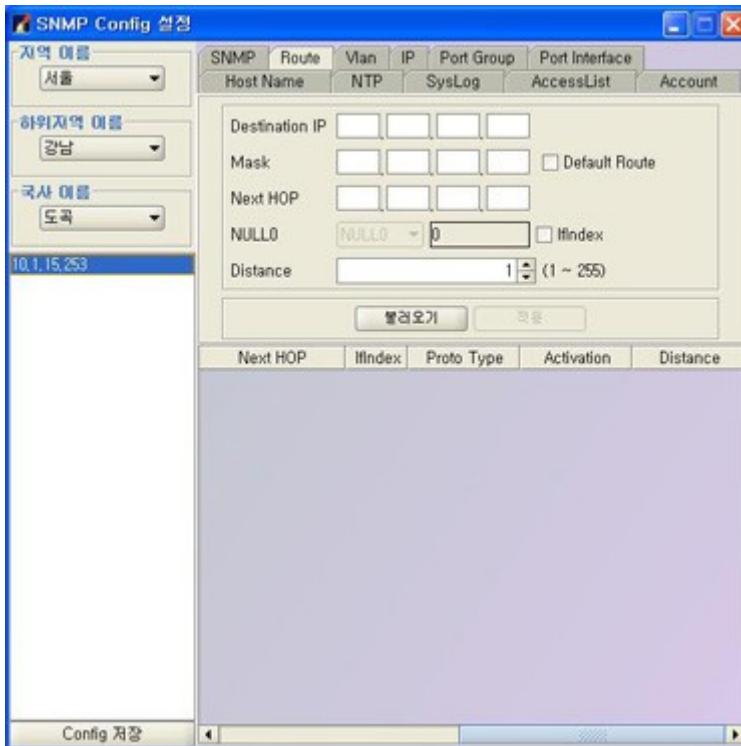 SNMP Config 설정
지역 이름
서울
하위지역 이름
강남
국사 이름
도곡
10.1.15.253
Config 저장
SNMP Route Vlan IP Port Group Port Interface
Host Name NTP SysLog AccessList Account
Destination IP
Mask Default Route
Next HOP
NULL0 NULL0 0 IfIndex
Distance 1 (1 ~ 255)
불러오기 적용
Next HOP IfIndex Proto Type Activation Distance